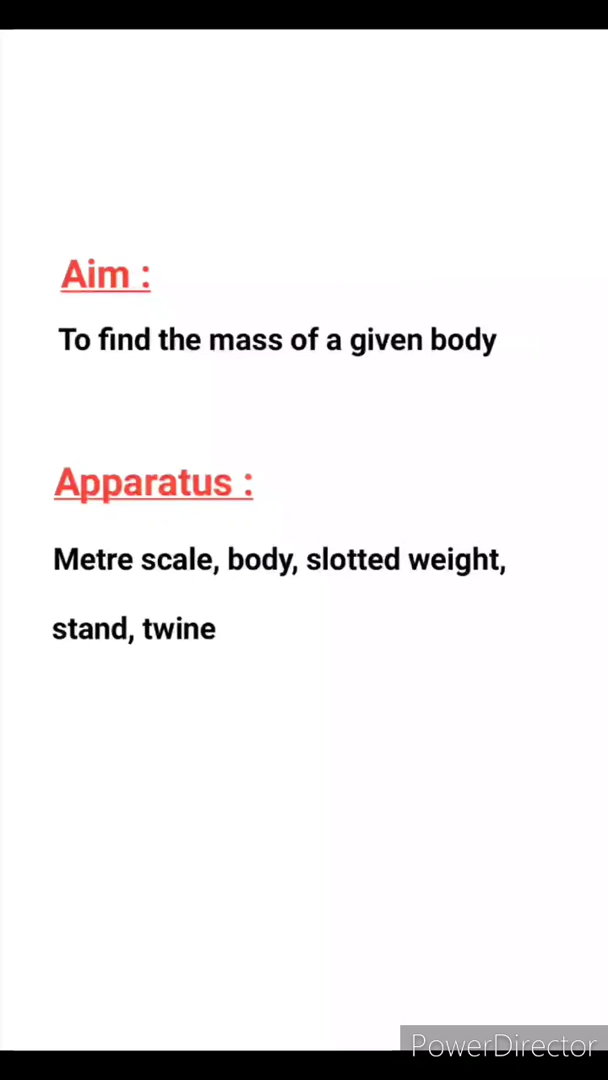 Aim :
To find the mass of a given body
Apparatus :
Metre scale, body, slotted weight,
stand, twine
PowerDirector